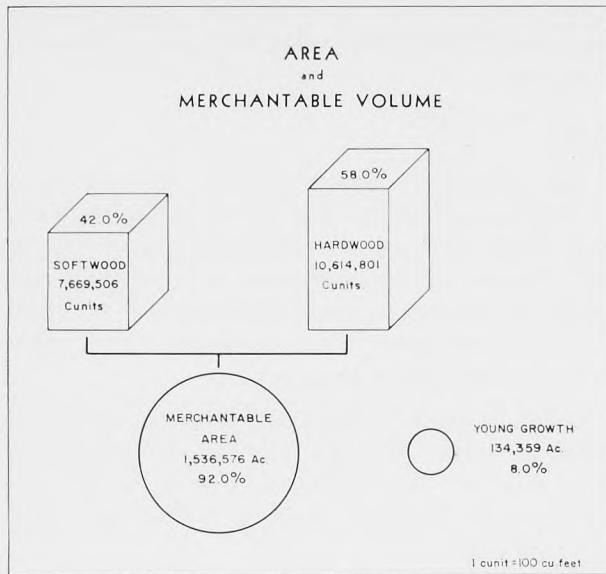 AREA
and
MERCHANTABLE VOLUME
42.0%
SOFTWOOD
7,669,506
Cunits
58.0%
HARDWOOD
10,614,801
Cunits.
MERCHANTABLE
AREA
1,536,576 Ac.
92.0%
YOUNG GROWTH
134,359 Ac.
8.0%
1 cunit = 100 cu feet